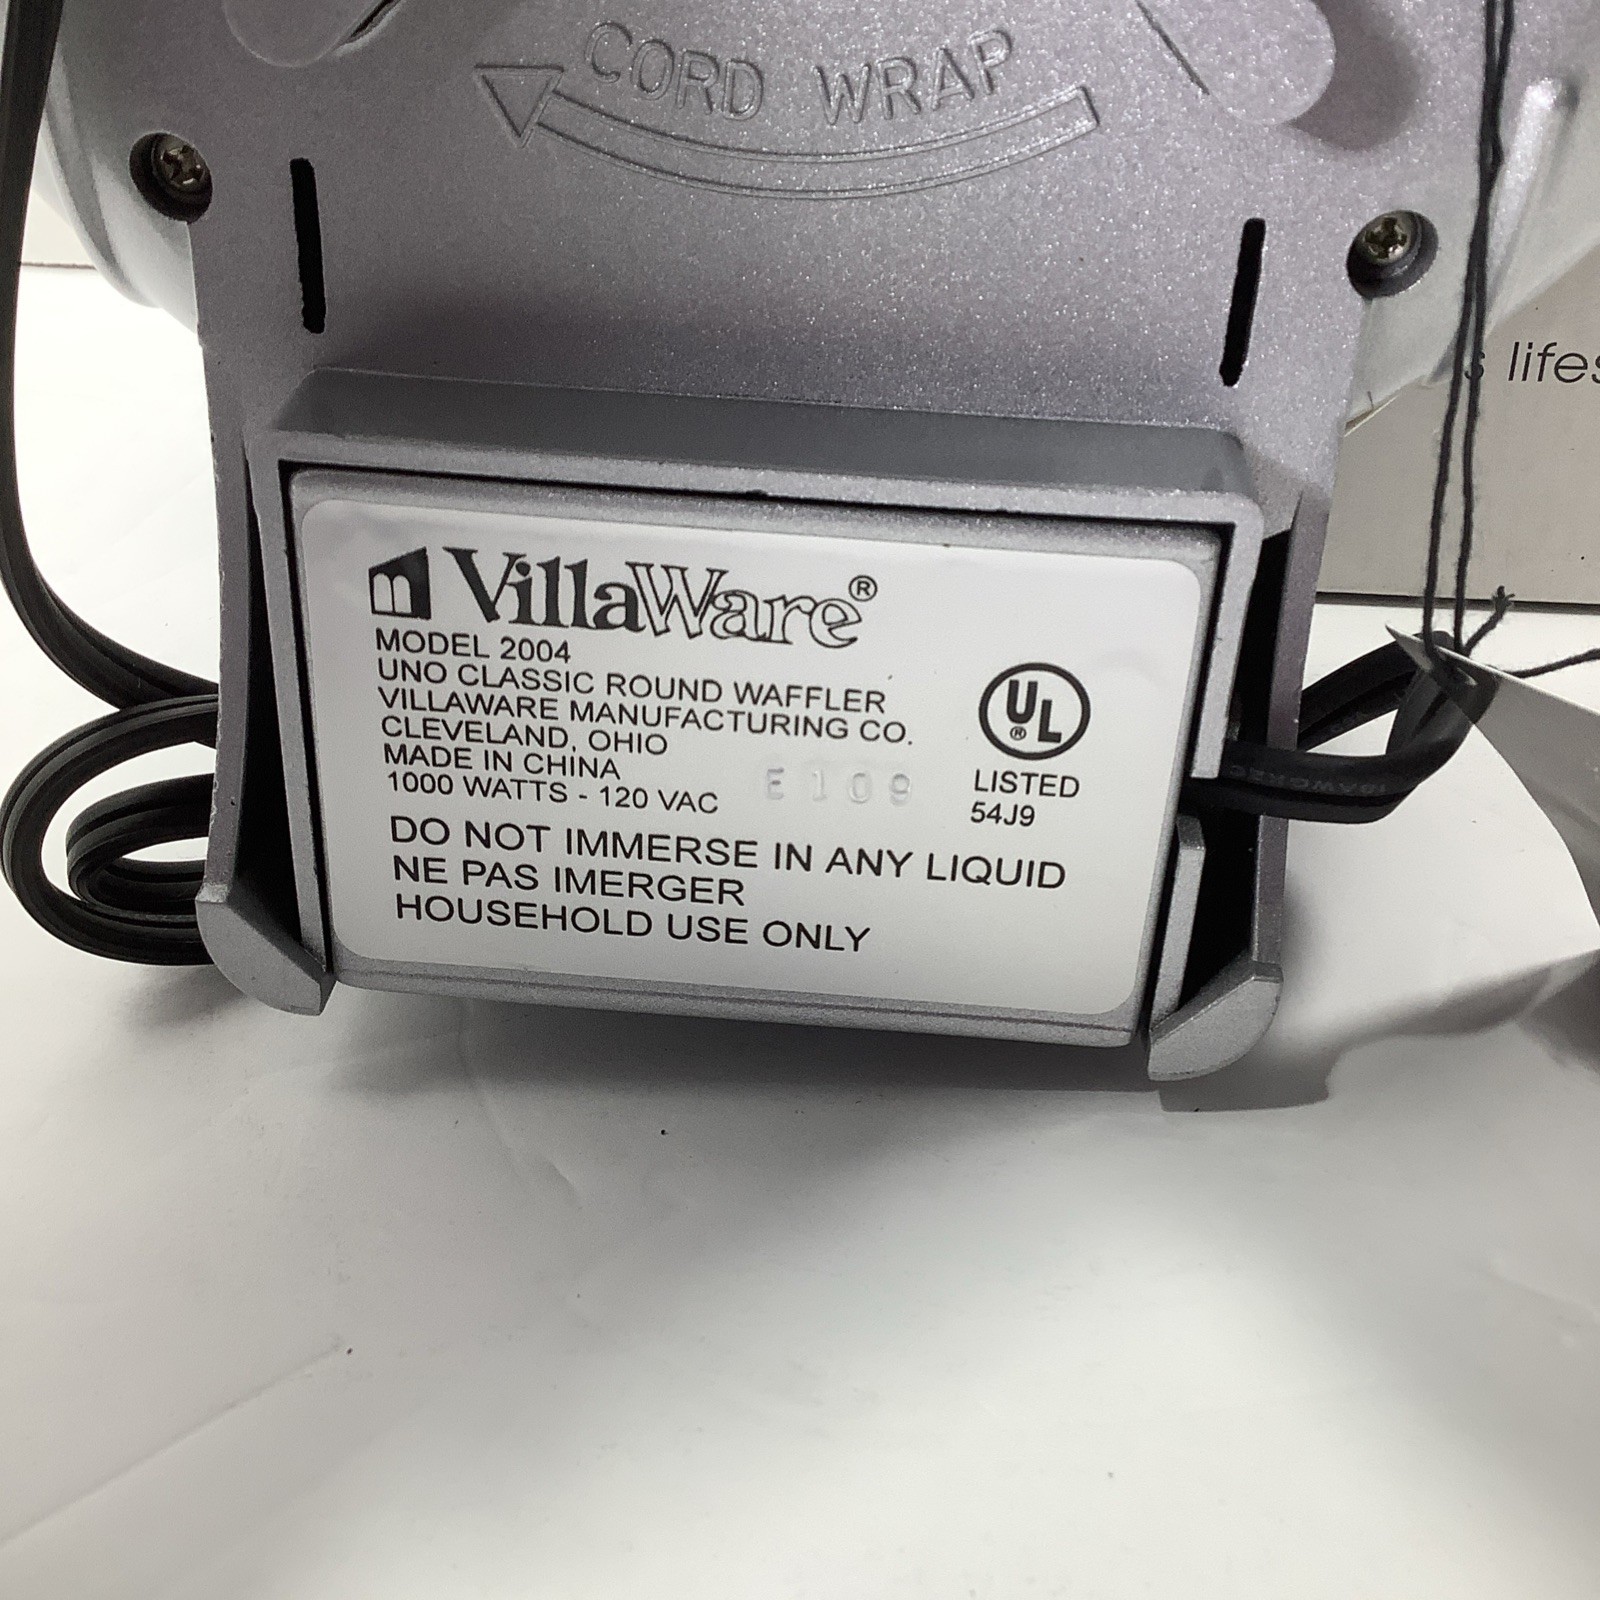 CORD WRAP
lifes
VillaWare®
MODEL 2004
UNO CLASSIC ROUND WAFFLER
VILLAWARE MANUFACTURING CO.
CLEVELAND, OHIO
MADE IN CHINA
1000 WATTS - 120 VAC
E109
UL
®
LISTED
54J9
DO NOT IMMERSE IN ANY LIQUID
NE PAS IMERGER
HOUSEHOLD USE ONLY